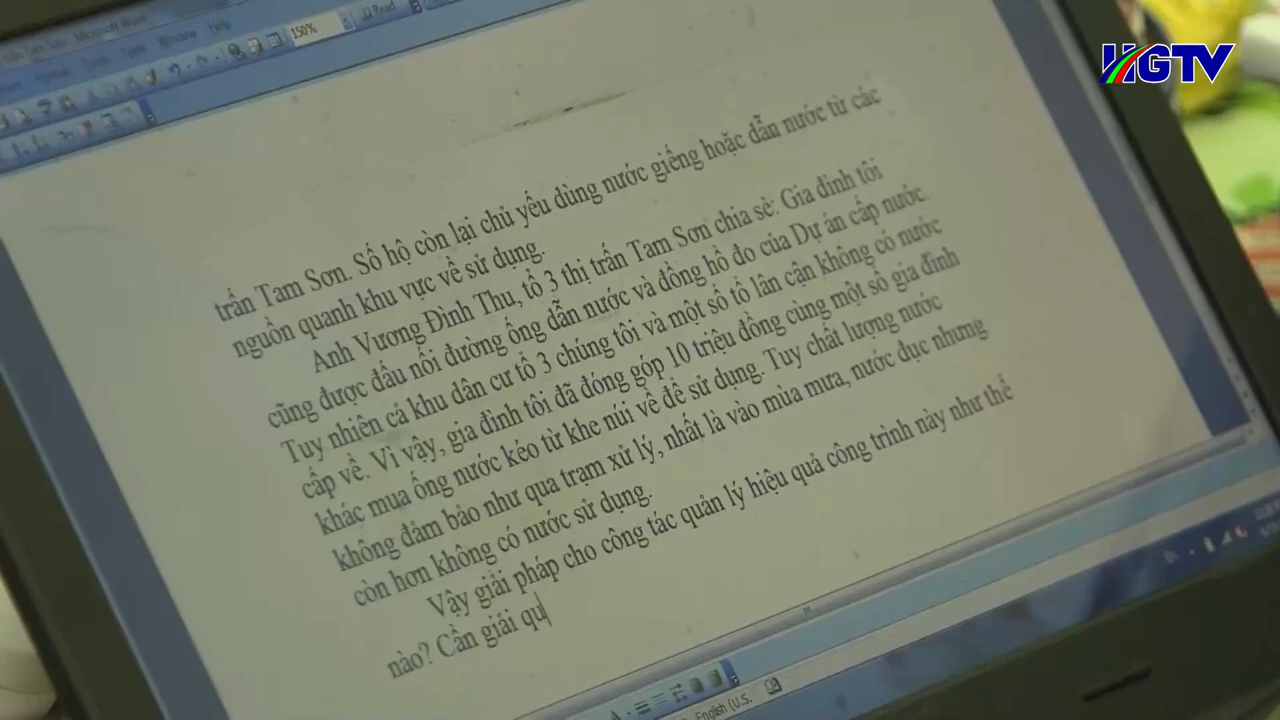 HGTV
Microsoft Word
Window Help
150%
Read
trấn Tam Sơn. Số hộ còn lại chủ yếu dùng nước giếng hoặc dẫn nước từ các
nguồn quanh khu vực về sử dụng.
Anh Vương Đình Thu, tổ 3 thị trấn Tam Sơn chia sẻ: Gia đình tôi
cũng được đấu nối đường ống dẫn nước và đồng hồ đo của Dự án cấp nước
Tuy nhiên cả khu dân cư tổ 3 chúng tôi và một số tổ lân cận không có nước
cấp về. Vì vậy, gia đình tôi đã đóng góp 10 triệu đồng cùng một số gia đình
khác mua ống nước kéo từ khe núi về để sử dụng. Tuy chất lượng nước
không đảm bảo như qua trạm xử lý, nhất là vào mùa mưa, nước đục nhưng
còn hơn không có nước sử dụng.
Vậy giải pháp cho công tác quản lý hiệu quả công trình này như thế
nào? Cần giải qu
English (U.S.
EN